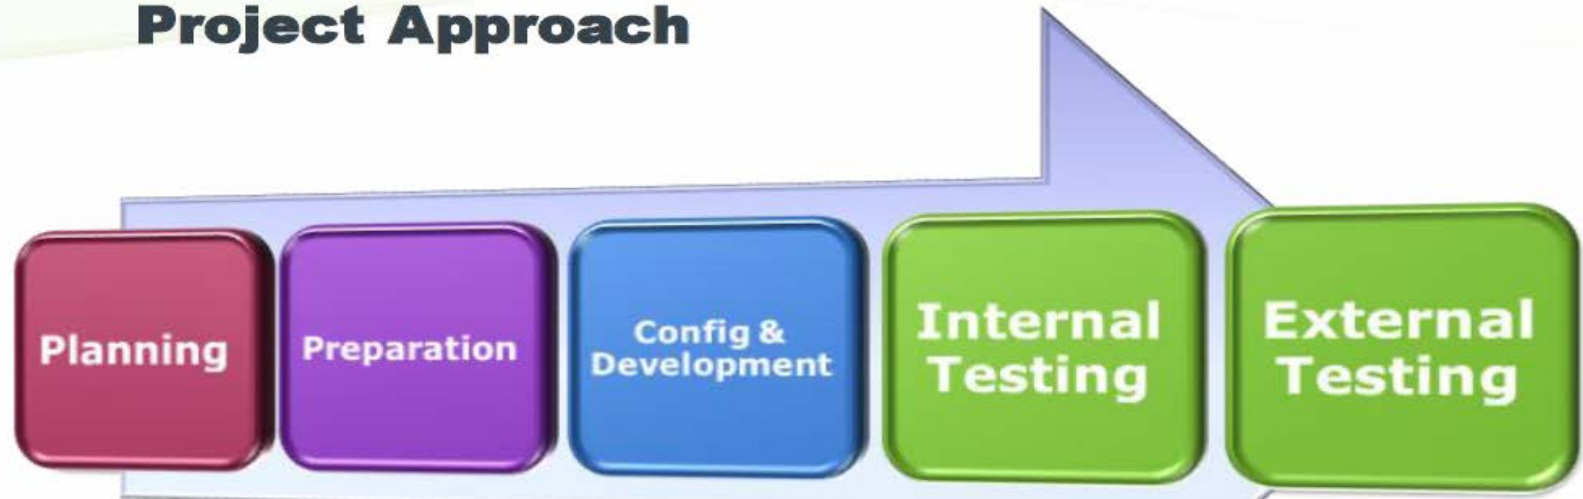 Project Approach
Planning
Preparation
Config &
Development
Internal
Testing
External
Testing